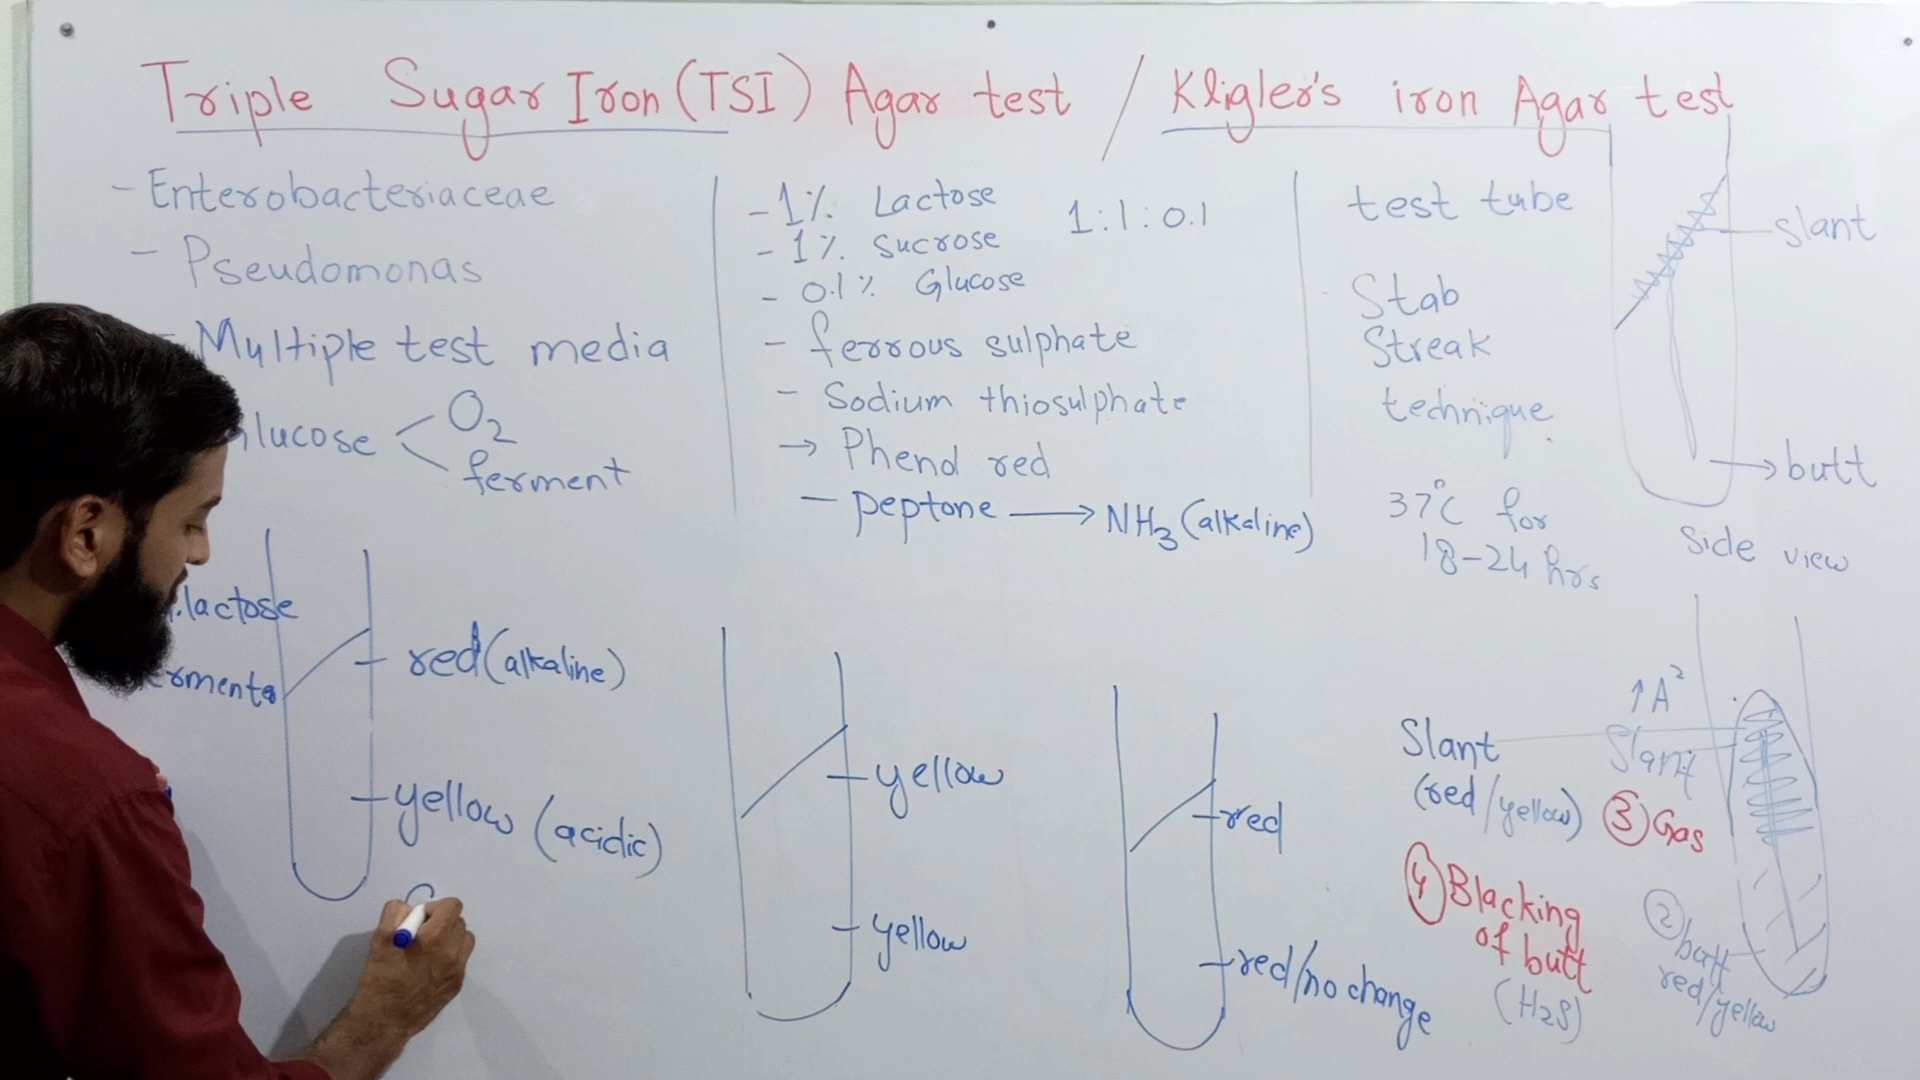 Triple Sugar Iron (TSI) Agar test / Kligler's iron Agar test
- Enterobacteriaceae
- Pseudomonas
- Multiple test media
lucose < O2
ferment
- 1% Lactose
- 1% Sucrose
- 0.1% Glucose
1:1:0.1
- ferrous sulphate
- Sodium thiosulphate
→ Phend red
- peptone → NH3 (alkaline)
test tube
Stab
Streak
technique
37°C for
18-24 hrs
slant
→ butt
Side view
lactose
red (alkaline)
yellow (acidic)
yellow
yellow
red
red/no change
↑A²
Slant
(red/yellow)
Slant
③ Gas
④ Blacking
of butt
(H2S)
② butt
red/yellow